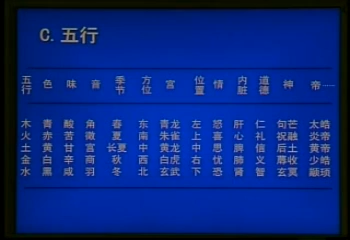 C. 五行
五行 色 味 音 季节 方位 宫 位置 情 内脏 道德 神 帝……
木 青 酸 角 春 东 青龙 左 怒 肝 仁 句芒 太皓
火 赤 苦 徵 夏 南 朱雀 上 喜 心 礼 祝融 炎帝
土 黄 甘 宫 长夏 中 黄龙 中 思 脾 信 后土 黄帝
金 白 辛 商 秋 西 白虎 右 忧 肺 义 蓐收 少皓
水 黑 咸 羽 冬 北 玄武 下 恐 肾 智 玄冥 颛顼